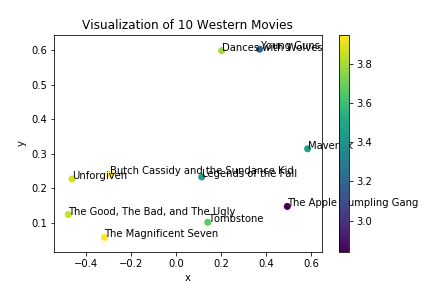 Visualization of 10 Western Movies
0.6
0.5
0.4
0.3
0.2
0.1
y
Dances with Wolves
Young Guns
Maverick
Butch Cassidy and the Sundance Kid
Legends of the Fall
Unforgiven
The Apple Dumpling Gang
The Good, The Bad, and The Ugly
Tombstone
The Magnificent Seven
−0.4
−0.2
0.0
0.2
0.4
0.6
x
3.8
3.6
3.4
3.2
3.0